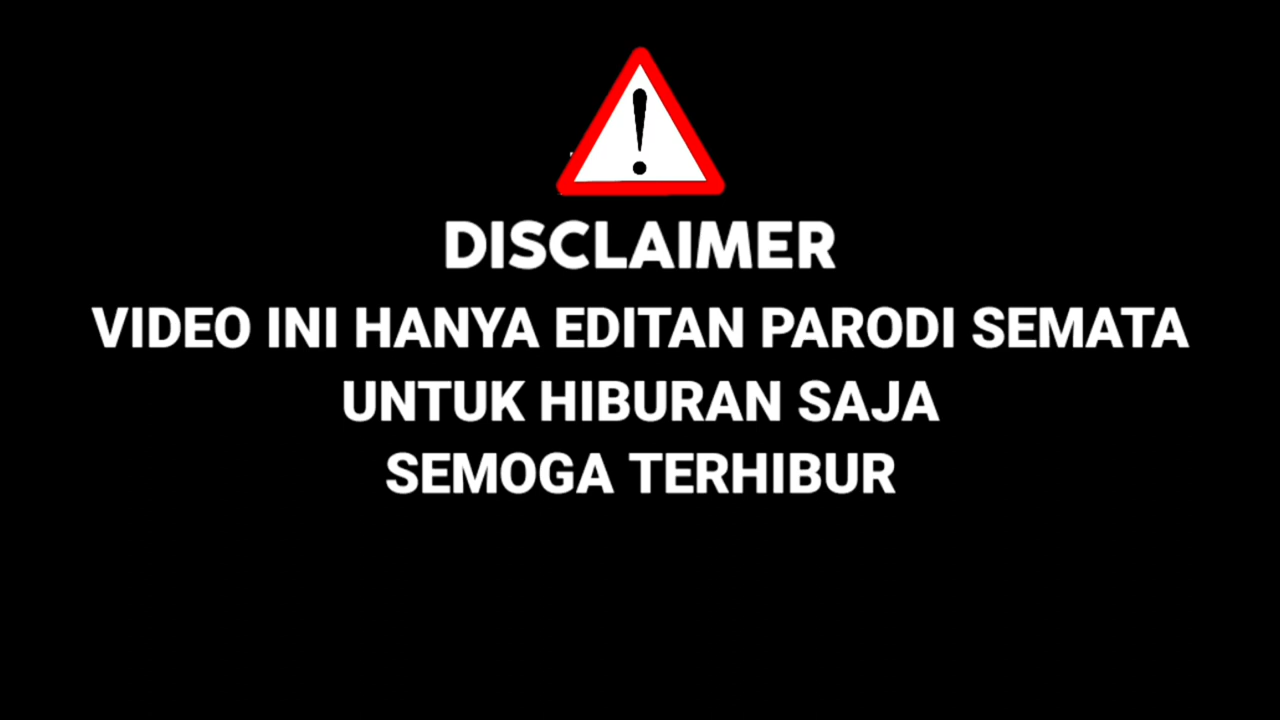 DISCLAIMER
VIDEO INI HANYA EDITAN PARODI SEMATA
UNTUK HIBURAN SAJA
SEMOGA TERHIBUR